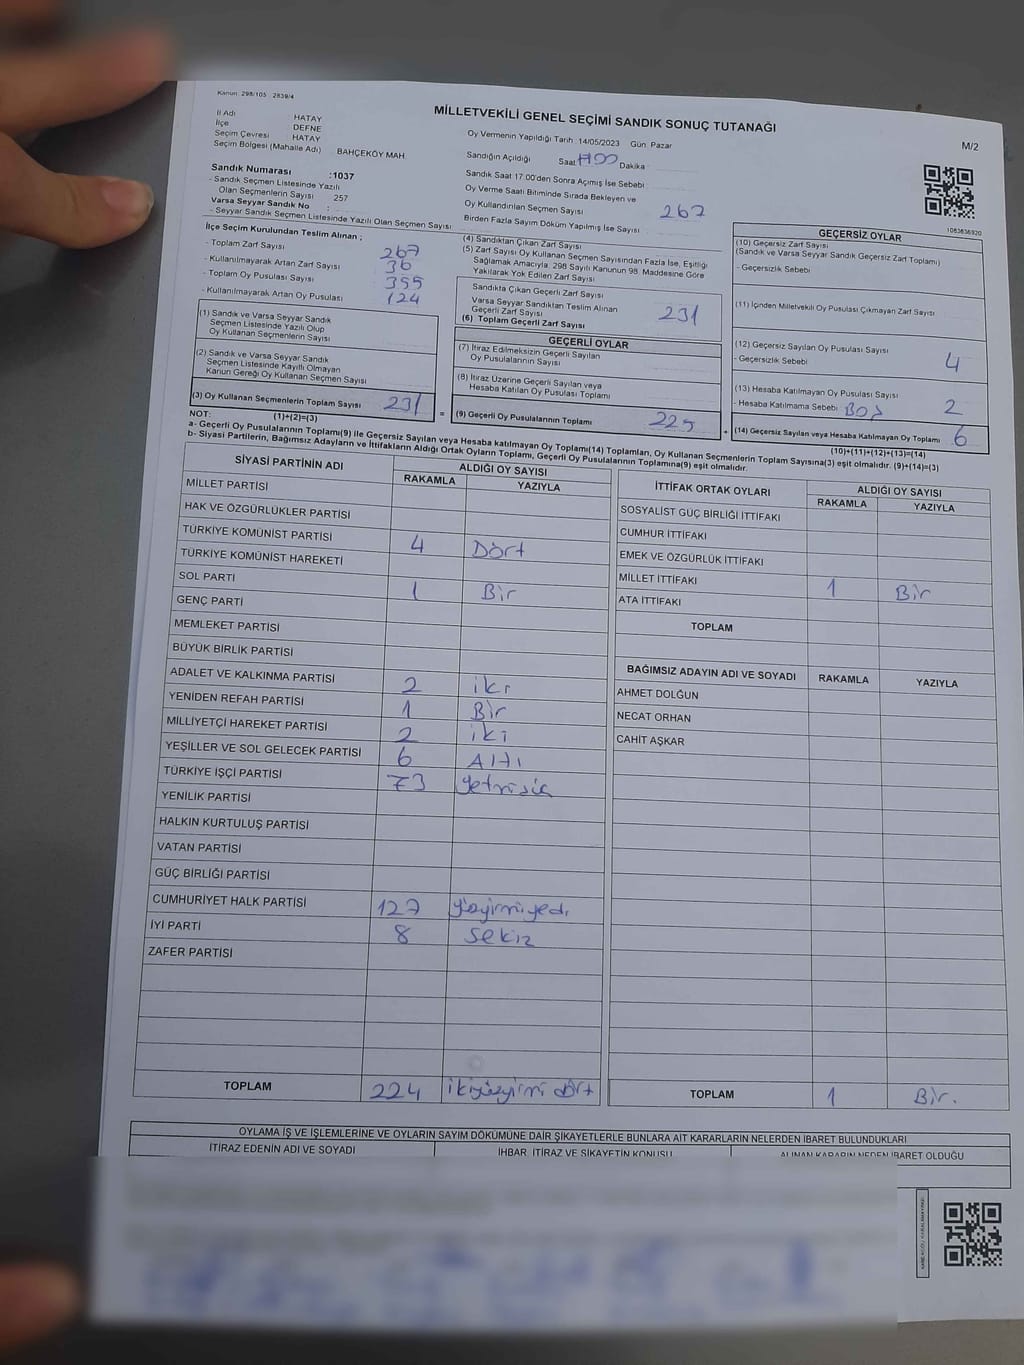 Kanun: 298/105 2839/4
MİLLETVEKİLİ GENEL SEÇİMİ SANDIK SONUÇ TUTANAĞI
M/2
İl Adı HATAY
İlçe DEFNE
Seçim Çevresi HATAY
Seçim Bölgesi (Mahalle Adı) BAHÇEKÖY MAH.
Sandık Numarası :1037
- Sandık Seçmen Listesinde Yazılı
Olan Seçmenlerin Sayısı 257
Varsa Seyyar Sandık No :
- Seyyar Sandık Seçmen Listesinde Yazılı Olan Seçmen Sayısı
Oy Vermenin Yapıldığı Tarih :14/05/2023 Gün: Pazar
Sandığın Açıldığı Saat Dakika :
Sandık Saat 17.00'den Sonra Açılmış İse Sebebi
Oy Verme Saati Bitiminde Sırada Bekleyen ve
Oy Kullandırılan Seçmen Sayısı 267
Birden Fazla Sayım Döküm Yapılmış İse Sayısı
1083636920
İlçe Seçim Kurulundan Teslim Alınan ;
- Toplam Zarf Sayısı 267
- Kullanılmayarak Artan Zarf Sayısı 36
- Toplam Oy Pusulası Sayısı 355
- Kullanılmayarak Artan Oy Pusulası 124
(1) Sandık ve Varsa Seyyar Sandık
Seçmen Listesinde Yazılı Olup
Oy Kullanan Seçmenlerin Sayısı
(2) Sandık ve Varsa Seyyar Sandık
Seçmen Listesinde Kayıtlı Olmayan
Kanun Gereği Oy Kullanan Seçmen Sayısı
(3) Oy Kullanan Seçmenlerin Toplam Sayısı 231
(4) Sandıktan Çıkan Zarf Sayısı
(5) Zarf Sayısı Oy Kullanan Seçmen Sayısından Fazla İse, Eşitliği
Sağlamak Amacıyla; 298 Sayılı Kanunun 98. Maddesine Göre
Yakılarak Yok Edilen Zarf Sayısı
Sandıkta Çıkan Geçerli Zarf Sayısı
Varsa Seyyar Sandıktan Teslim Alınan
Geçerli Zarf Sayısı
(6) Toplam Geçerli Zarf Sayısı 231
GEÇERLİ OYLAR
(7) İtiraz Edilmeksizin Geçerli Sayılan
Oy Pusulalarının Sayısı
(8) İtiraz Üzerine Geçerli Sayılan veya
Hesaba Katılan Oy Pusulası Toplamı
= (9) Geçerli Oy Pusulalarının Toplamı 225
GEÇERSİZ OYLAR
(10) Geçersiz Zarf Sayısı
(Sandık ve Varsa Seyyar Sandık Geçersiz Zarf Toplamı)
- Geçersizlik Sebebi
(11) İçinden Milletvekili Oy Pusulası Çıkmayan Zarf Sayısı
(12) Geçersiz Sayılan Oy Pusulası Sayısı 4
- Geçersizlik Sebebi
(13) Hesaba Katılmayan Oy Pusulası Sayısı 2
- Hesaba Katılmama Sebebi Boş
+ (14) Geçersiz Sayılan veya Hesaba Katılmayan Oy Toplamı 6
NOT: (1)+(2)=(3) (10)+(11)+(12)+(13)=(14)
a- Geçerli Oy Pusulalarının Toplamı(9) ile Geçersiz Sayılan veya Hesaba katılmayan Oy Toplamı(14) Toplamları, Oy Kullanan Seçmenlerin Toplam Sayısına(3) eşit olmalıdır. (9)+(14)=(3)
b- Siyasi Partilerin, Bağımsız Adayların ve İttifakların Aldığı Ortak Oyların Toplamı, Geçerli Oy Pusulalarının Toplamına(9) eşit olmalıdır.
SİYASİ PARTİNİN ADI ALDIĞI OY SAYISI
RAKAMLA YAZIYLA
MİLLET PARTİSİ
HAK VE ÖZGÜRLÜKLER PARTİSİ
TÜRKİYE KOMÜNİST PARTİSİ 4 Dört
TÜRKİYE KOMÜNİST HAREKETİ
SOL PARTİ 1 Bir
GENÇ PARTİ
MEMLEKET PARTİSİ
BÜYÜK BİRLİK PARTİSİ
ADALET VE KALKINMA PARTİSİ 2 iki
YENİDEN REFAH PARTİSİ 1 Bir
MİLLİYETÇİ HAREKET PARTİSİ 2 iki
YEŞİLLER VE SOL GELECEK PARTİSİ 6 Altı
TÜRKİYE İŞÇİ PARTİSİ 73
YENİLİK PARTİSİ
HALKIN KURTULUŞ PARTİSİ
VATAN PARTİSİ
GÜÇ BİRLİĞİ PARTİSİ
CUMHURİYET HALK PARTİSİ 127 yüzyirmiyedi
İYİ PARTİ 8 sekiz
ZAFER PARTİSİ
TOPLAM 224 ikiyüzyirmi dört
İTTİFAK ORTAK OYLARI ALDIĞI OY SAYISI
RAKAMLA YAZIYLA
SOSYALİST GÜÇ BİRLİĞİ İTTİFAKI
CUMHUR İTTİFAKI
EMEK VE ÖZGÜRLÜK İTTİFAKI
MİLLET İTTİFAKI 1 Bir
ATA İTTİFAKI
TOPLAM
BAĞIMSIZ ADAYIN ADI VE SOYADI RAKAMLA YAZIYLA
AHMET DOLĞUN
NECAT ORHAN
CAHİT AŞKAR
TOPLAM 1 Bir.
OYLAMA İŞ VE İŞLEMLERİNE VE OYLARIN SAYIM DÖKÜMÜNE DAİR ŞİKAYETLERLE BUNLARA AİT KARARLARIN NELERDEN İBARET BULUNDUKLARI
İTİRAZ EDENİN ADI VE SOYADI İHBAR, İTİRAZ VE ŞİKAYETİN KONUSU ALINAN KARARIN NEDEN İBARET OLDUĞU